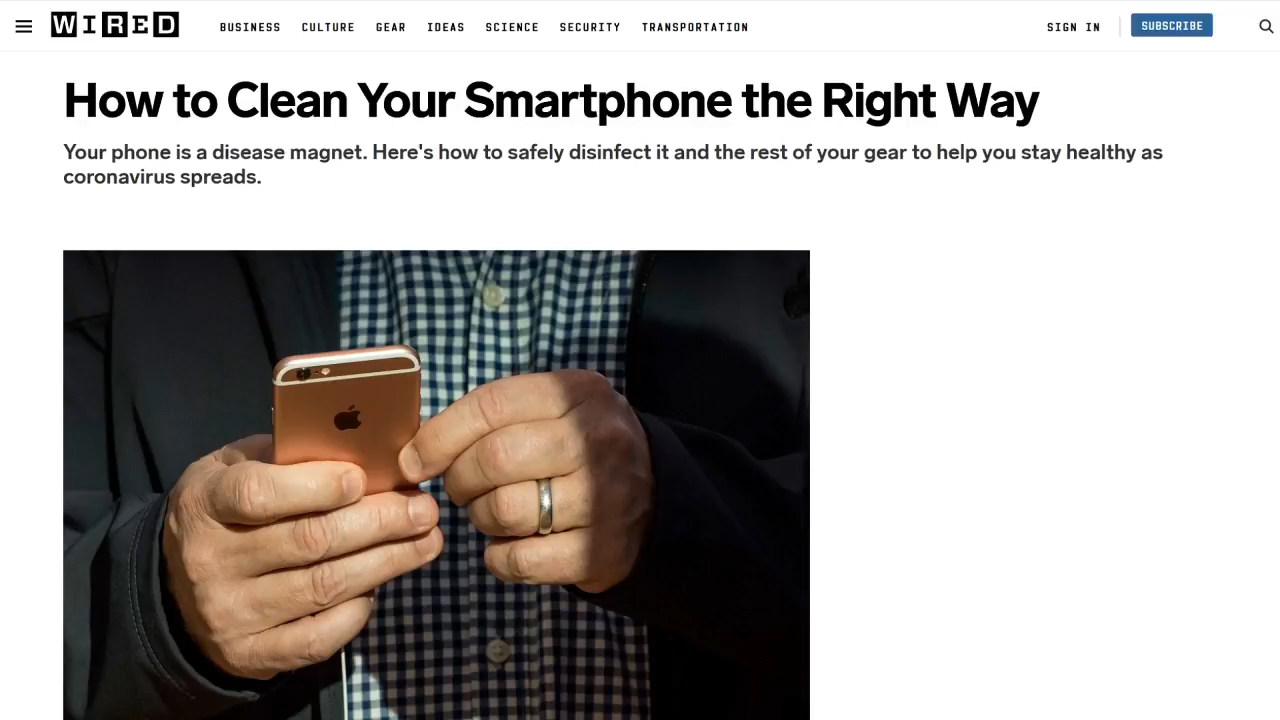 WIRED
BUSINESS CULTURE GEAR IDEAS SCIENCE SECURITY TRANSPORTATION
SIGN IN
SUBSCRIBE
How to Clean Your Smartphone the Right Way
Your phone is a disease magnet. Here's how to safely disinfect it and the rest of your gear to help you stay healthy as
coronavirus spreads.